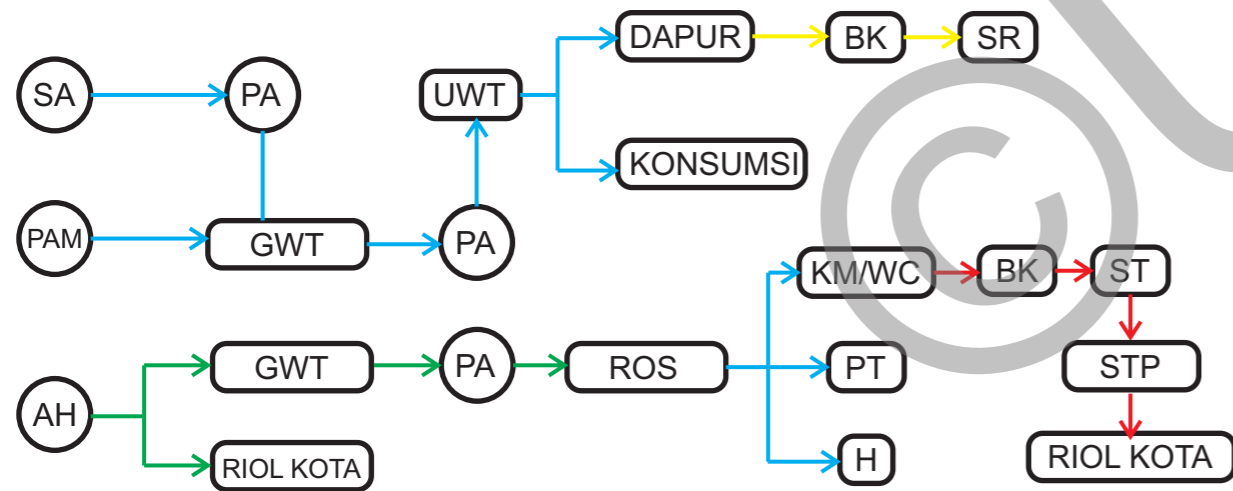 DAPUR
BK
SR
SA
PA
UWT
KONSUMSI
PAM
GWT
PA
KM/WC
BK
ST
GWT
PA
ROS
PT
STP
AH
RIOL KOTA
H
RIOL KOTA